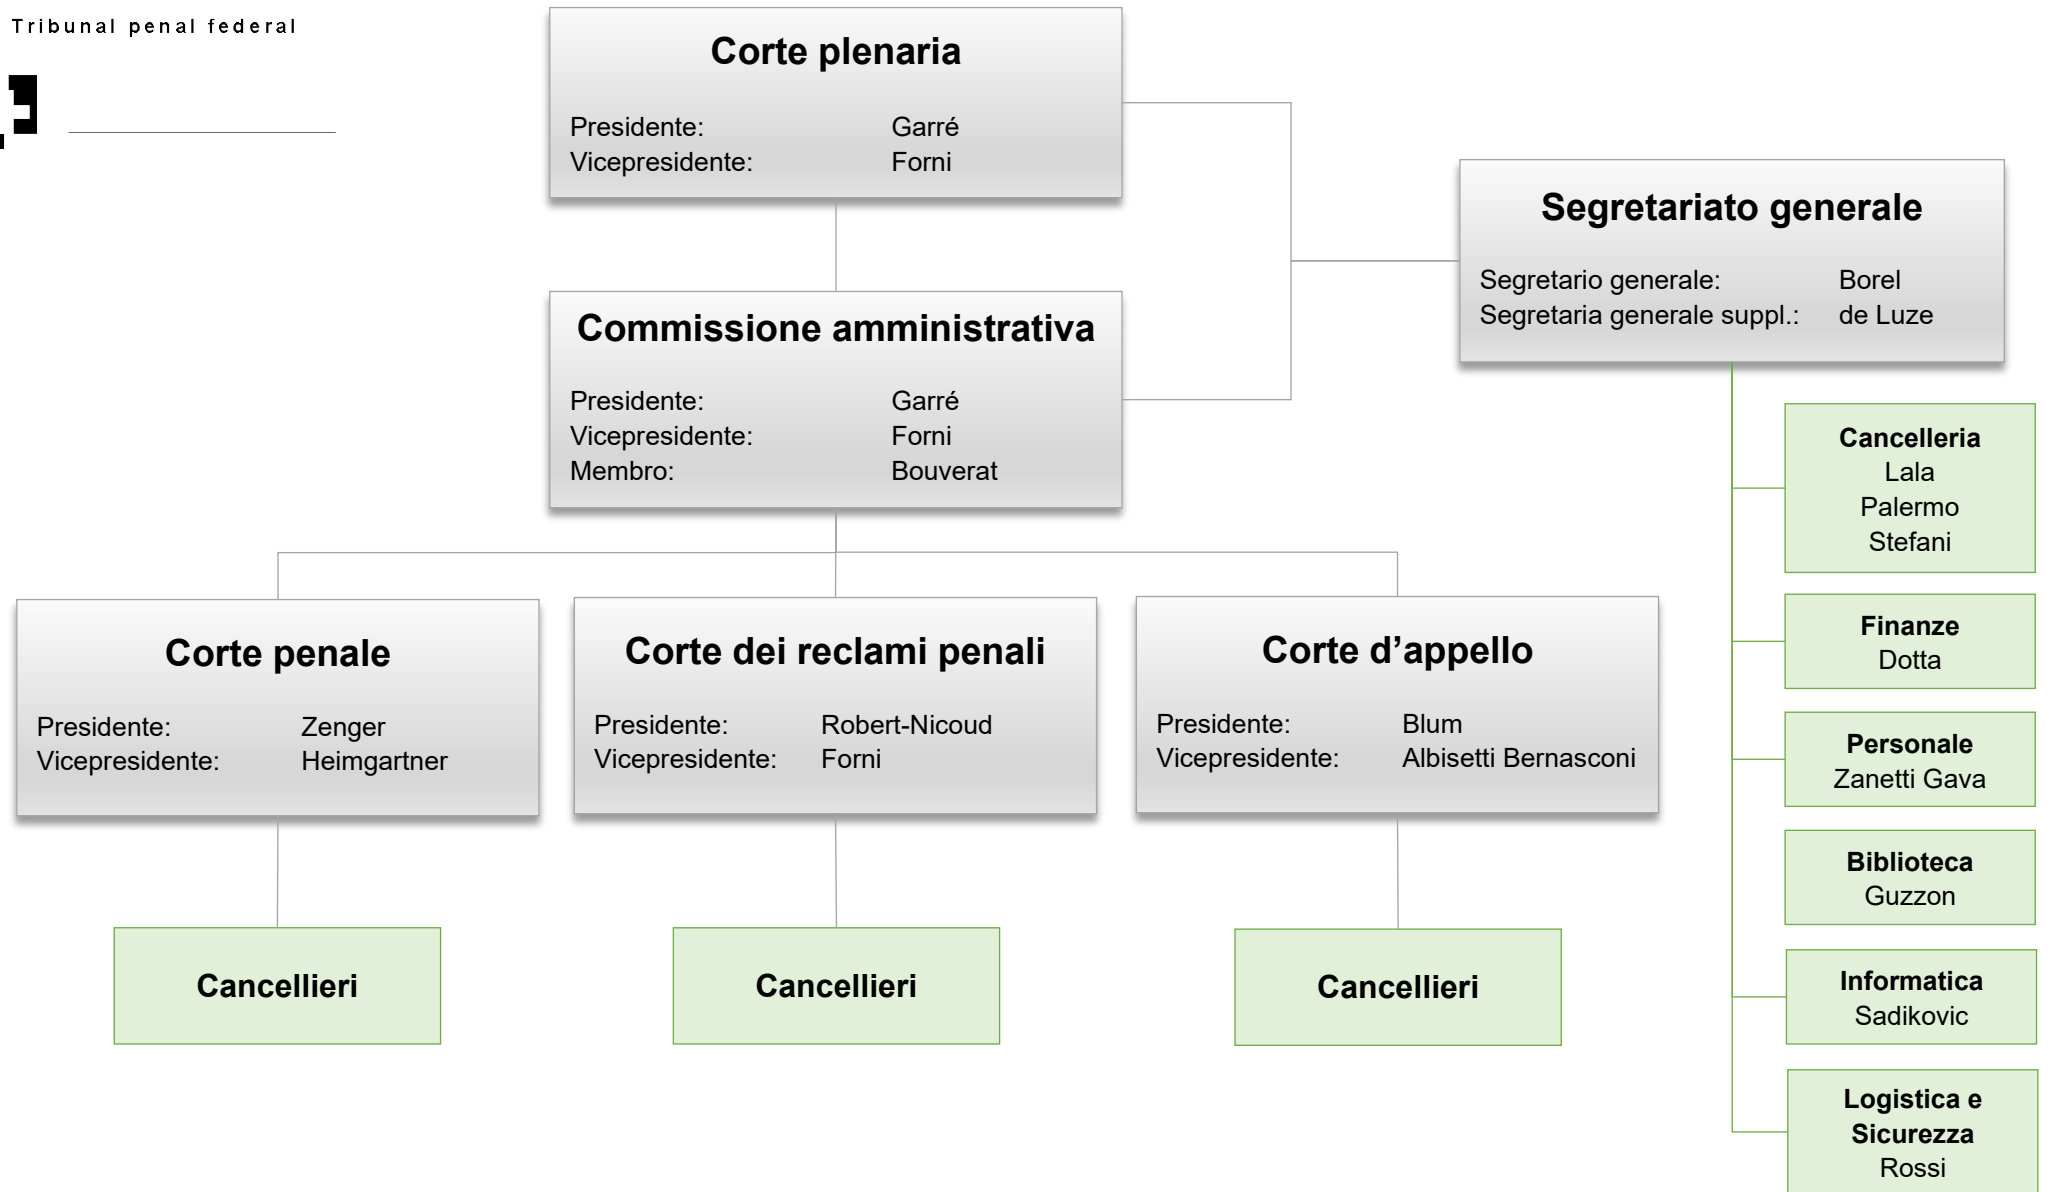 Tribunal penal federal
Corte plenaria
Presidente: Garré
Vicepresidente: Forni
Segretariato generale
Segretario generale: Borel
Segretaria generale suppl.: de Luze
Commissione amministrativa
Presidente: Garré
Vicepresidente: Forni
Membro: Bouverat
Corte penale
Presidente: Zenger
Vicepresidente: Heimgartner
Corte dei reclami penali
Presidente: Robert-Nicoud
Vicepresidente: Forni
Corte d’appello
Presidente: Blum
Vicepresidente: Albisetti Bernasconi
Cancellieri
Cancellieri
Cancellieri
Cancelleria
Lala
Palermo
Stefani
Finanze
Dotta
Personale
Zanetti Gava
Biblioteca
Guzzon
Informatica
Sadikovic
Logistica e
Sicurezza
Rossi